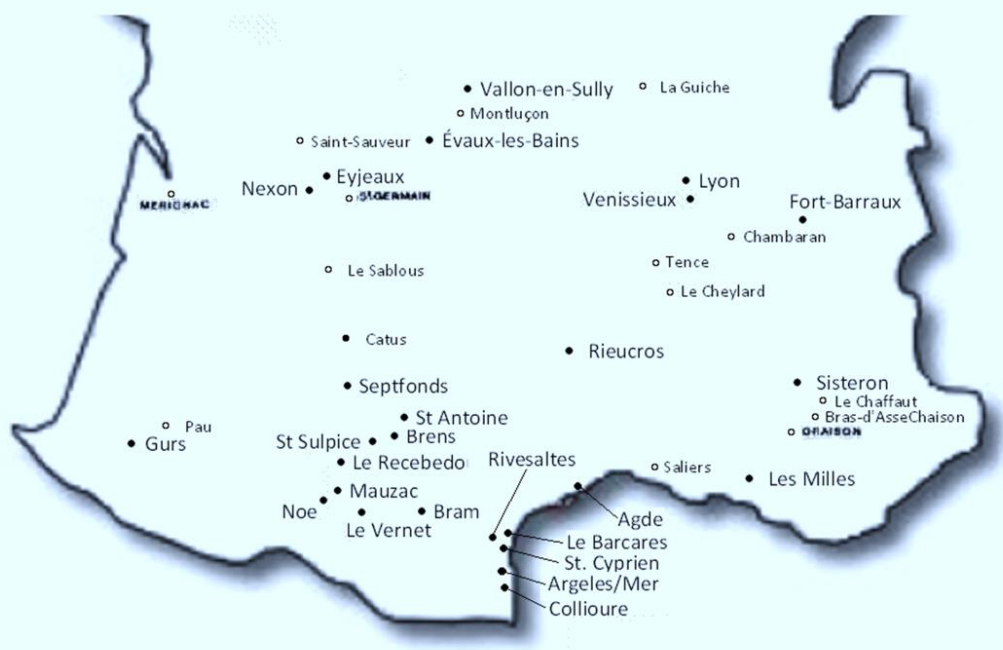 Vallon-en-Sully
La Guiche
Montluçon
Saint-Sauveur
Évaux-les-Bains
Eyjeaux
Nexon
Lyon
MERIGNAC
St GERMAIN
Venissieux
Fort-Barraux
Chambaran
Tence
Le Sablous
Le Cheylard
Catus
Rieucros
Septfonds
Sisteron
Le Chaffaut
St Antoine
Bras-d'AsseChaison
Pau
Brens
ORAISON
Gurs
St Sulpice
Le Recebedo
Rivesaltes
Saliers
Les Milles
Mauzac
Noe
Bram
Le Vernet
Agde
Le Barcares
St. Cyprien
Argeles/Mer
Collioure